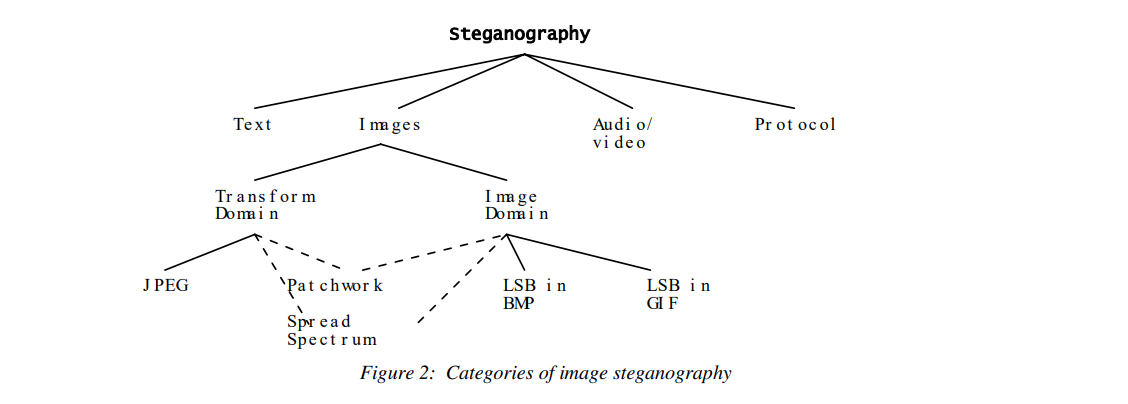 Steganography
Text Images Audio/ Protocol
video
Transform Image
Domain Domain
JPEG Patchwork LSB in LSB in
BMP GIF
Spread
Spectrum
Figure 2: Categories of image steganography